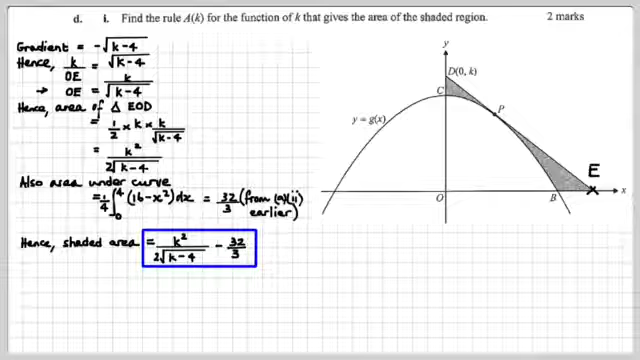 d. i. Find the rule A(k) for the function of k that gives the area of the shaded region. 2 marks
Gradient = -√k-4
Hence, k/OE = √k-4
→ OE = k/√k-4
Hence, area of △ EOD
= 1/2 × k × k/√k-4
= k²/2√k-4
Also area under curve
= 1/4 ∫₀⁴ (16-x²)dx = 32/3 (from (a)(ii) earlier)
Hence, shaded area = k²/2√k-4 - 32/3
y
D(0, k)
C
P
y = g(x)
E
O
B
x